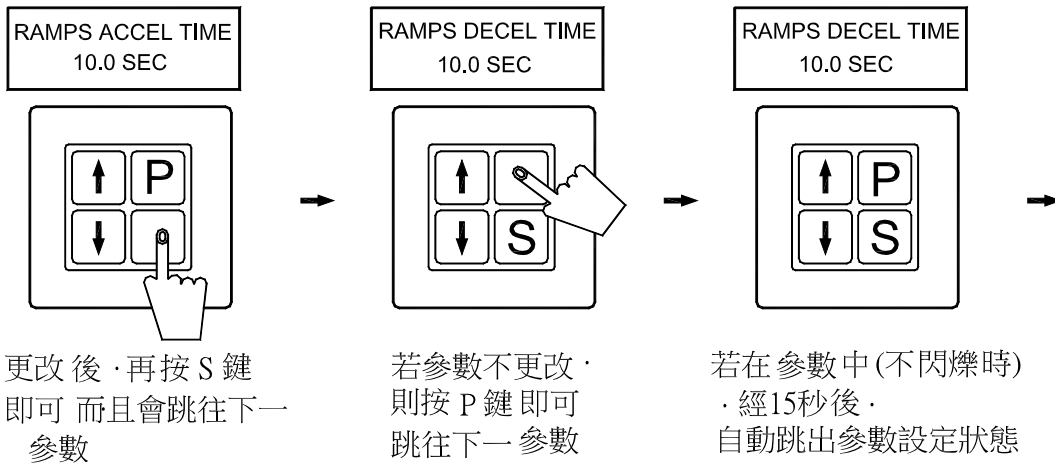 RAMPS ACCEL TIME
10.0 SEC
P
更改後·再按 S 鍵
即可 而且會跳往下一
參數
RAMPS DECEL TIME
10.0 SEC
S
若參數不更改·
則按 P 鍵即可
跳往下一參數
RAMPS DECEL TIME
10.0 SEC
P
S
若在參數中(不閃爍時)
·經15秒後·
自動跳出參數設定狀態